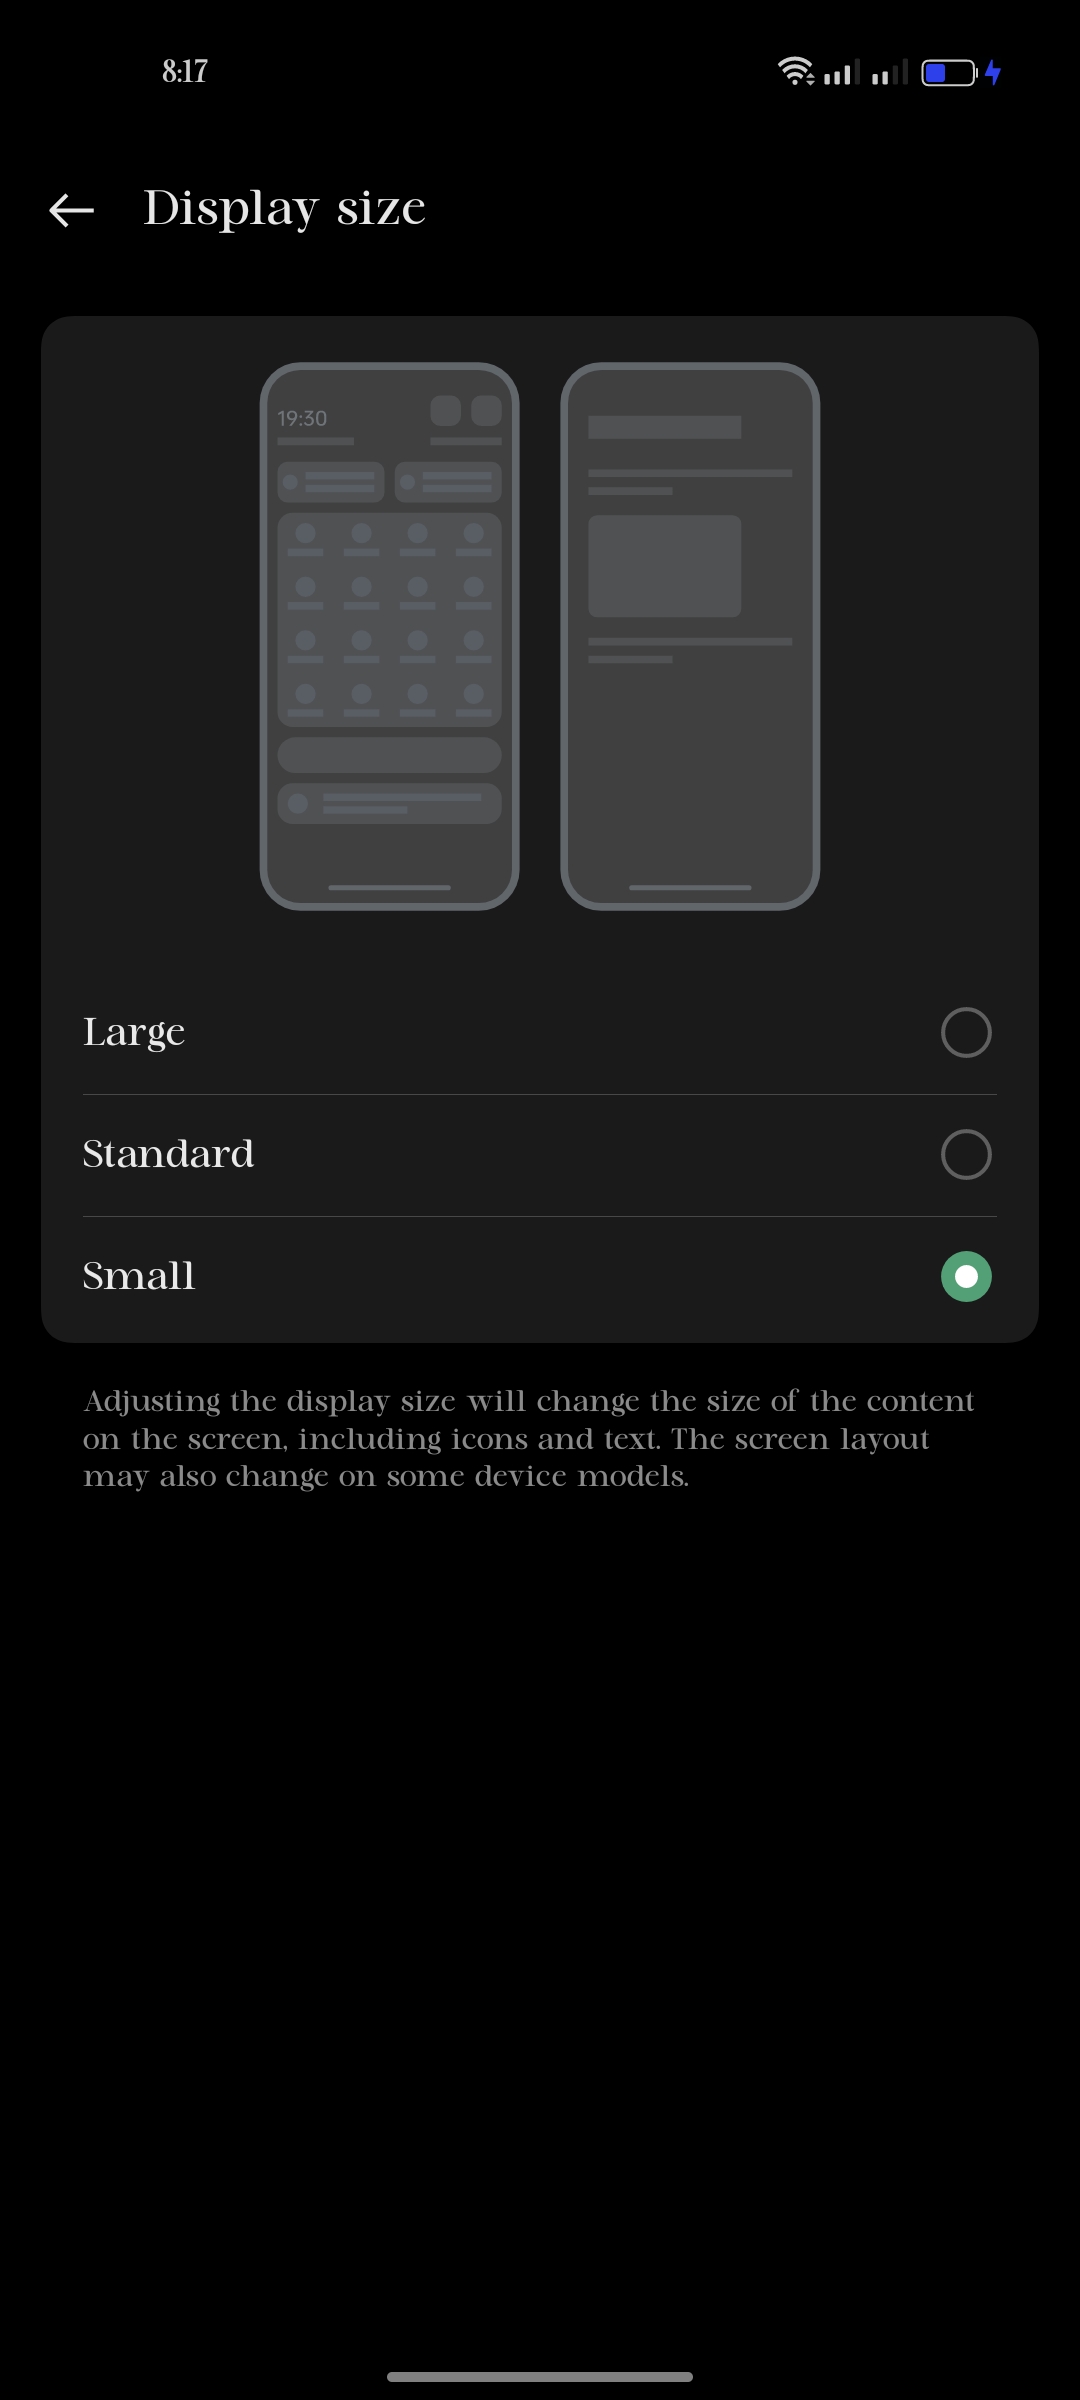 8:17
Display size
19:30
Large
Standard
Small
Adjusting the display size will change the size of the content
on the screen, including icons and text. The screen layout
may also change on some device models.